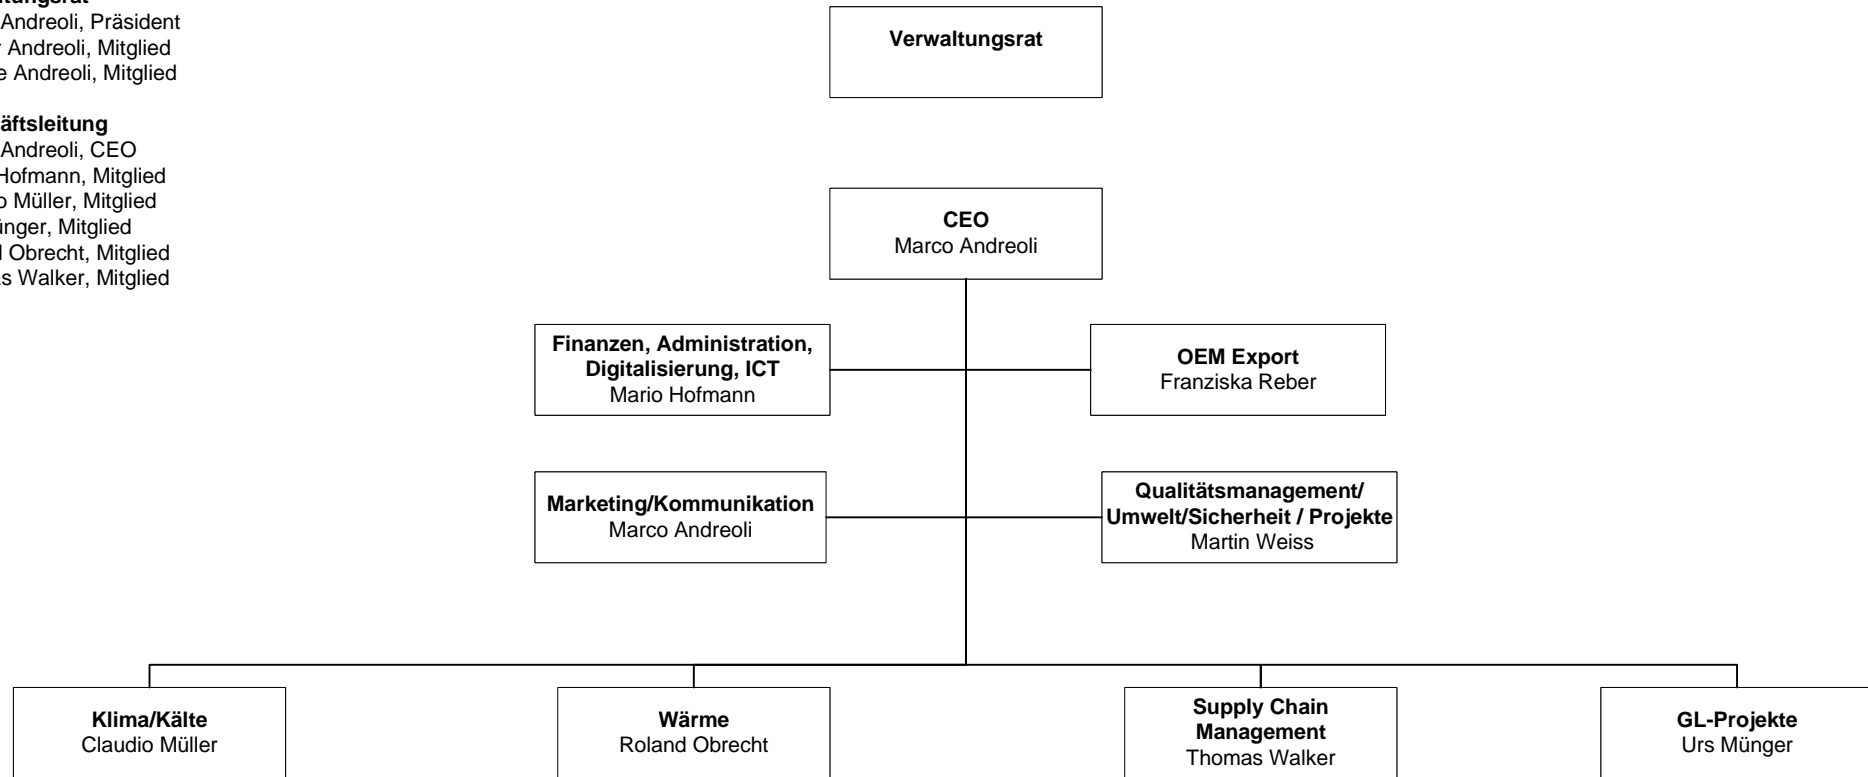 Andreoli, Präsident
Andreoli, Mitglied
Andreoli, Mitglied
Andreoli, CEO
Hofmann, Mitglied
Müller, Mitglied
Mitglied
Obrecht, Mitglied
Walker, Mitglied
Verwaltungsrat
CEO
Marco Andreoli
Finanzen, Administration,
Digitalisierung, ICT
Mario Hofmann
OEM Export
Franziska Reber
Marketing/Kommunikation
Marco Andreoli
Qualitätsmanagement/
Umwelt/Sicherheit / Projekte
Martin Weiss
Klima/Kälte
Claudio Müller
Wärme
Roland Obrecht
Supply Chain
Management
Thomas Walker
GL-Projekte
Urs Münger